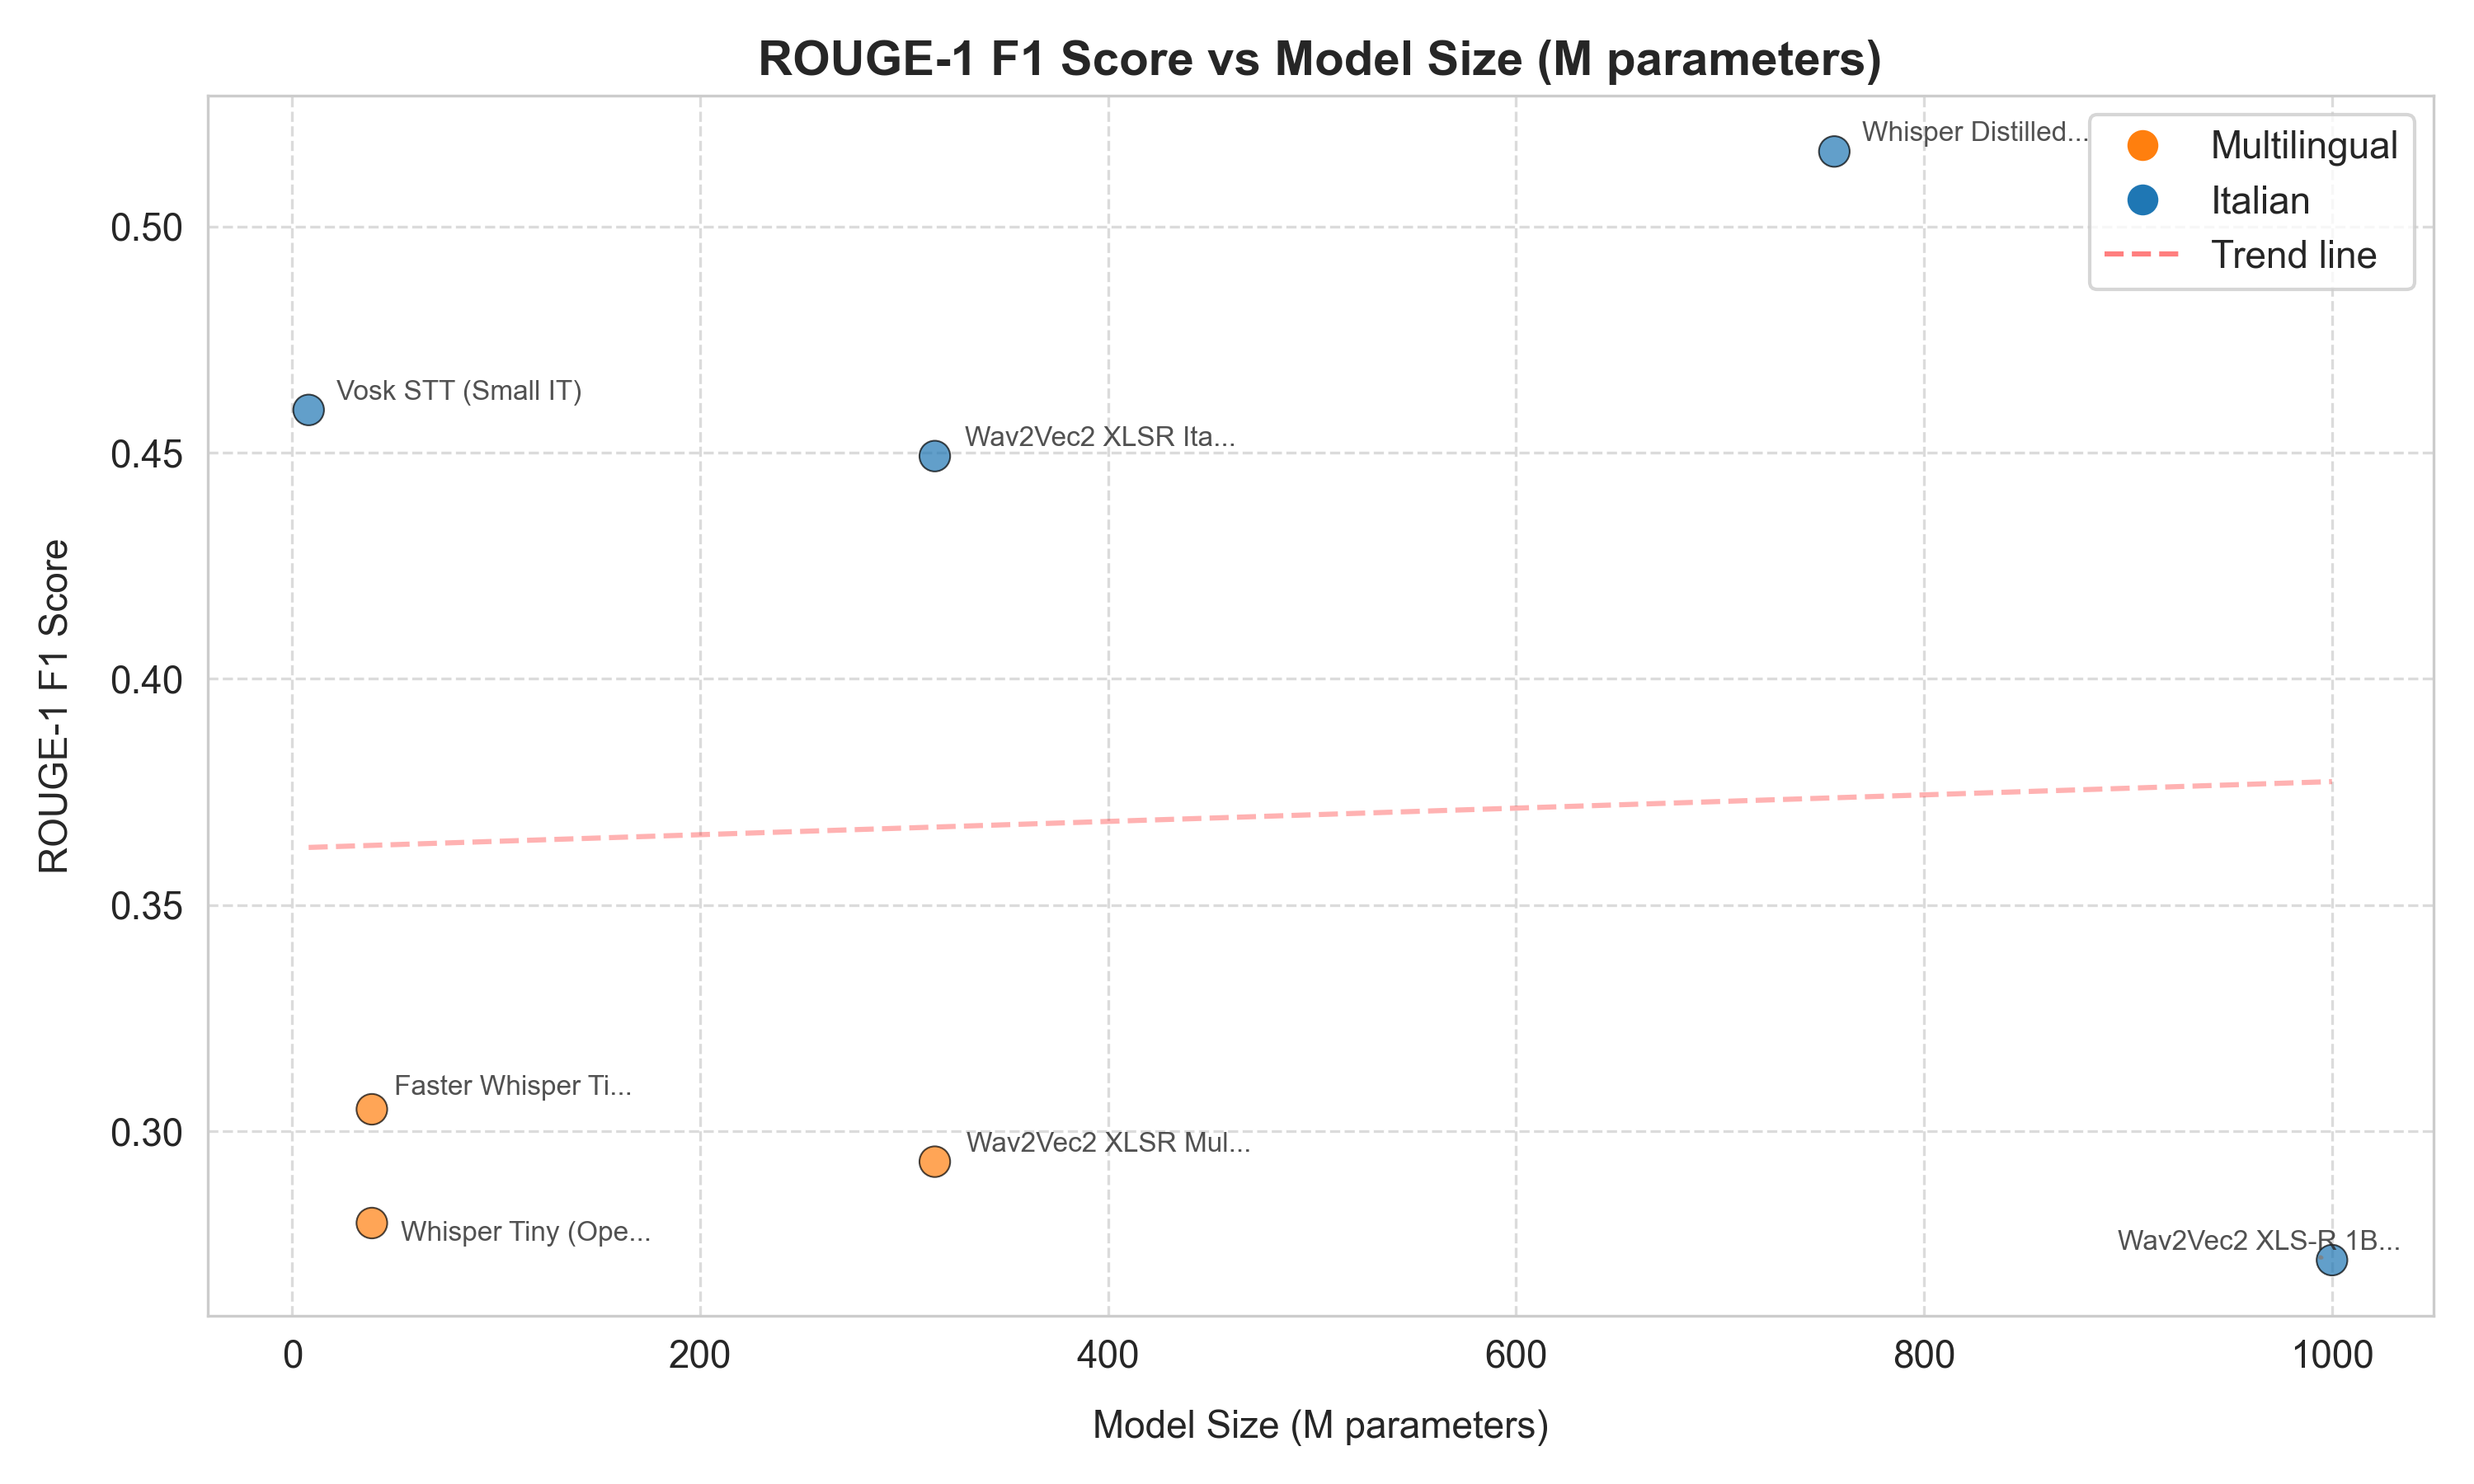 ROUGE-1 F1 Score vs Model Size (M parameters)
Whisper Distilled...
Multilingual
Italian
Trend line
Vosk STT (Small IT)
Wav2Vec2 XLSR Ita...
Faster Whisper Ti...
Wav2Vec2 XLSR Mul...
Whisper Tiny (Ope...
Wav2Vec2 XLS-R 1B...
ROUGE-1 F1 Score
0.50
0.45
0.40
0.35
0.30
0 200 400 600 800 1000
Model Size (M parameters)